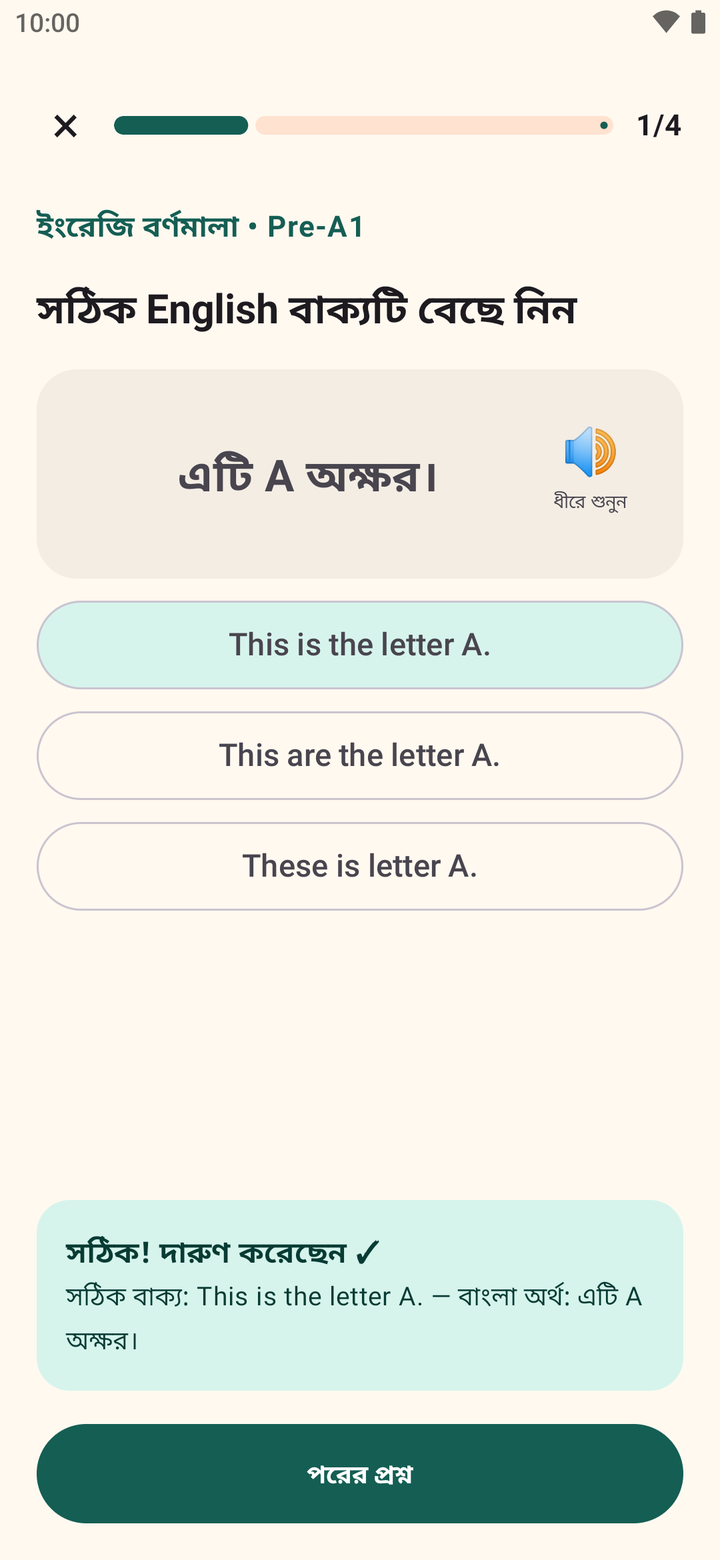 10:00
1/4
ইংরেজি বর্ণমালা • Pre-A1
সঠিক English বাক্যটি বেছে নিন
এটি A অক্ষর।
ধীরে শুনুন
This is the letter A.
This are the letter A.
These is letter A.
সঠিক! দারুণ করেছেন ✓
সঠিক বাক্য: This is the letter A. — বাংলা অর্থ: এটি A
অক্ষর।
পরের প্রশ্ন